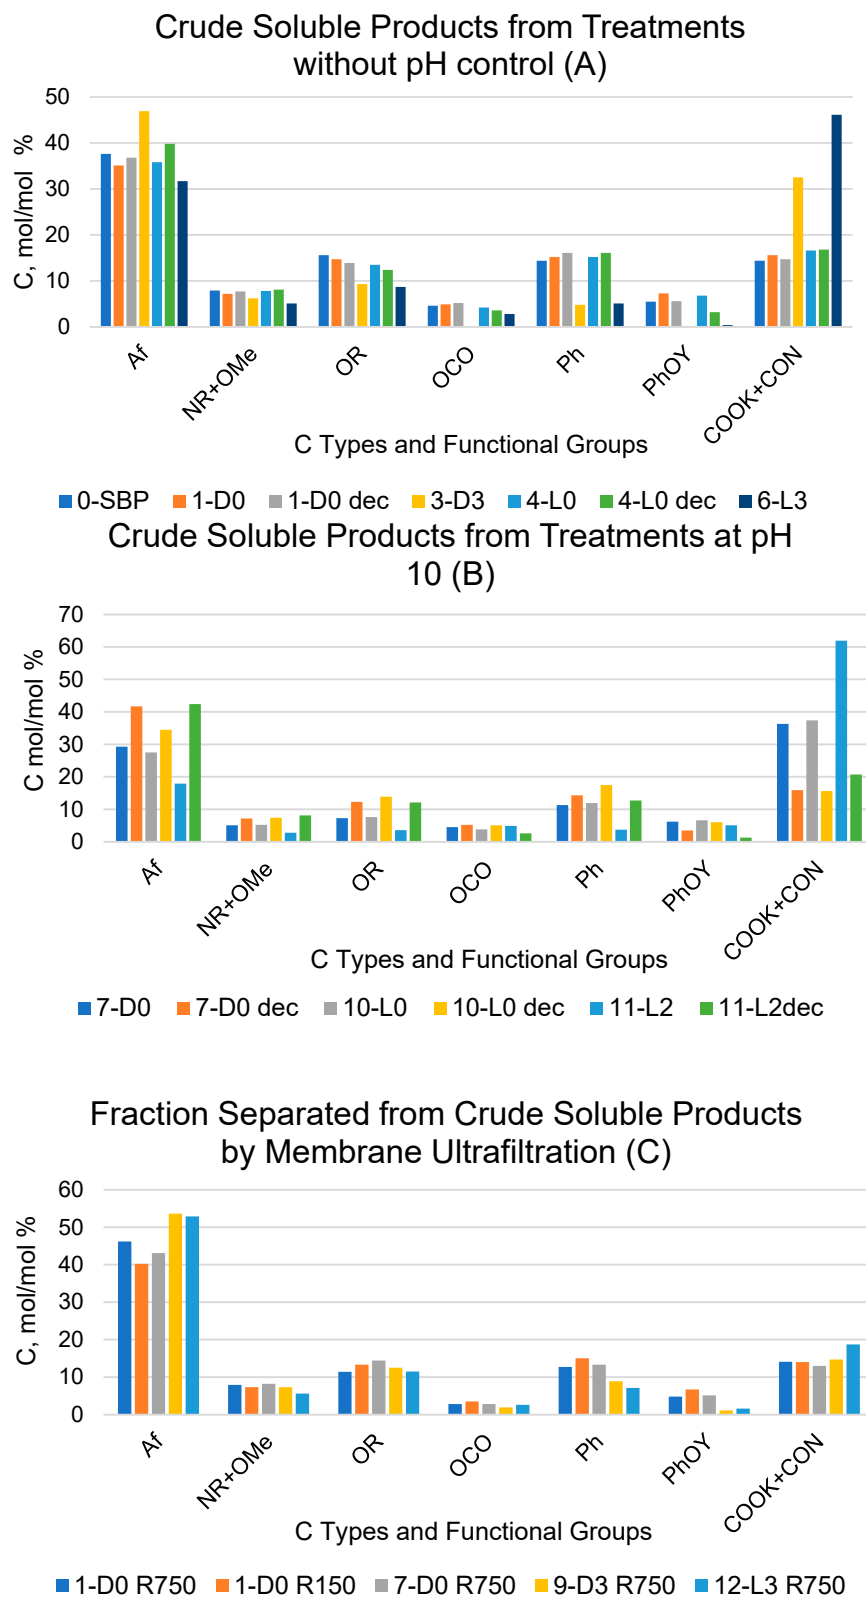 Crude Soluble Products from Treatments
without pH control (A)
C, mol/mol %
50
40
30
20
10
0
Af
NR+OMe
OR
OCO
Ph
PhOY
COOK+CON
C Types and Functional Groups
0-SBP 1-D0 1-D0 dec 3-D3 4-L0 4-L0 dec 6-L3
Crude Soluble Products from Treatments at pH
10 (B)
C mol/mol %
70
60
50
40
30
20
10
0
Af
NR+OMe
OR
OCO
Ph
PhOY
COOK+CON
C Types and Functional Groups
7-D0 7-D0 dec 10-L0 10-L0 dec 11-L2 11-L2dec
Fraction Separated from Crude Soluble Products
by Membrane Ultrafiltration (C)
C, mol/mol %
60
50
40
30
20
10
0
Af
NR+OMe
OR
OCO
Ph
PhOY
COOK+CON
C Types and Functional Groups
1-D0 R750 1-D0 R150 7-D0 R750 9-D3 R750 12-L3 R750